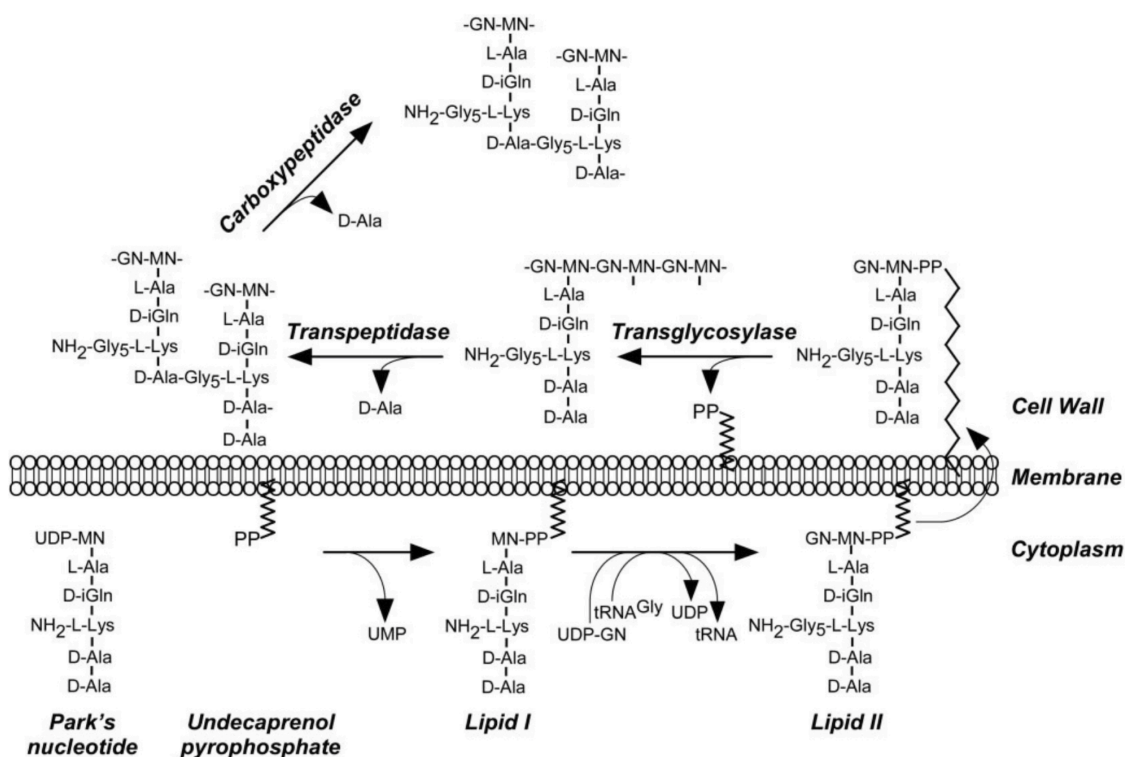 -GN-MN-
L-Ala
D-iGln
NH2-Gly5-L-Lys
D-Ala-Gly5-L-Lys
-GN-MN-
L-Ala
D-iGln
D-Ala-
Carboxypeptidase
D-Ala
-GN-MN-
L-Ala
D-iGln
NH2-Gly5-L-Lys
D-Ala-Gly5-L-Lys
-GN-MN-
L-Ala
D-iGln
D-Ala-
D-Ala
Transpeptidase
D-Ala
-GN-MN-GN-MN-GN-MN-
L-Ala
D-iGln
NH2-Gly5-L-Lys
D-Ala
D-Ala
Transglycosylase
PP
GN-MN-PP
L-Ala
D-iGln
NH2-Gly5-L-Lys
D-Ala
D-Ala
Cell Wall
Membrane
Cytoplasm
UDP-MN
L-Ala
D-iGln
NH2-L-Lys
D-Ala
D-Ala
Park's
nucleotide
PP
Undecaprenol
pyrophosphate
UMP
MN-PP
L-Ala
D-iGln
NH2-L-Lys
D-Ala
D-Ala
Lipid I
tRNAGly
UDP-GN
UDP
tRNA
GN-MN-PP
L-Ala
D-iGln
NH2-Gly5-L-Lys
D-Ala
D-Ala
Lipid II